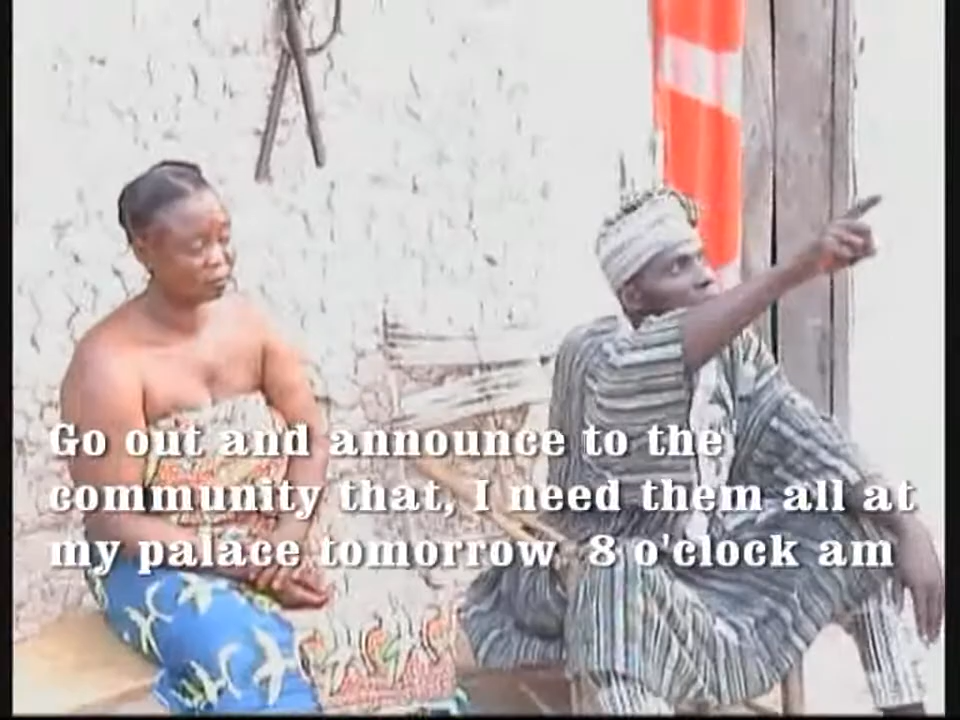 Go out and announce to the
community that, I need them all at
my palace tomorrow 8 o'clock am